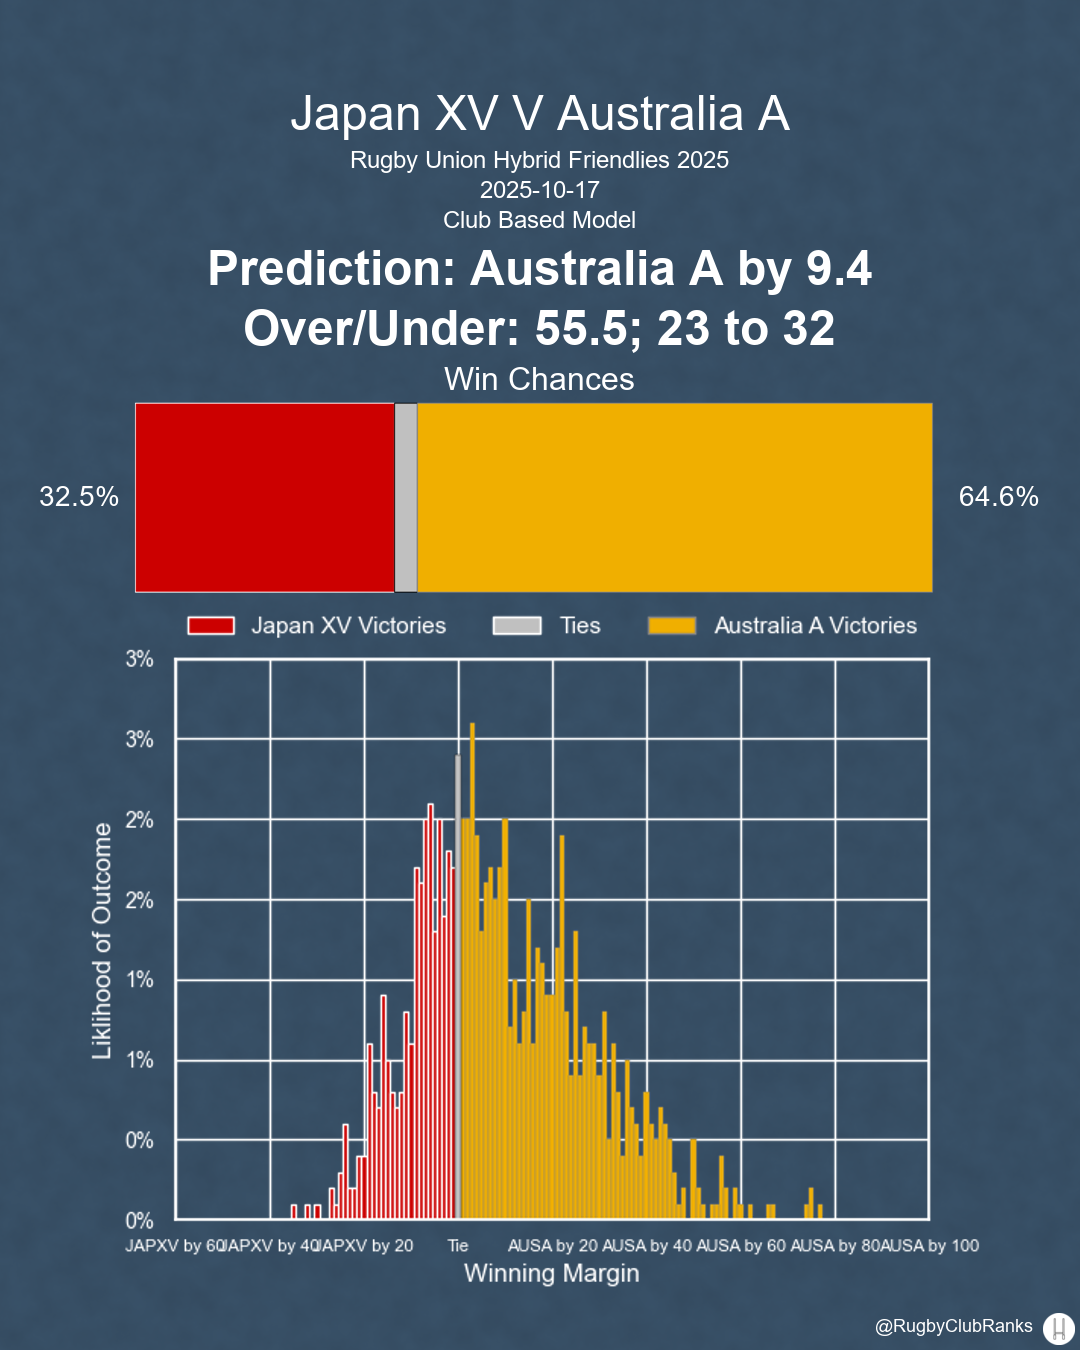 Japan XV V Australia A
Rugby Union Hybrid Friendlies 2025
2025-10-17
Club Based Model
Prediction: Australia A by 9.4
Over/Under: 55.5; 23 to 32
Win Chances
32.5%
64.6%
Japan XV Victories
Ties
Australia A Victories
3%
3%
2%
2%
1%
1%
0%
0%
Liklihood of Outcome
JAPXV by 60 JAPXV by 40 JAPXV by 20 Tie AUSA by 20 AUSA by 40 AUSA by 60 AUSA by 80 AUSA by 100
Winning Margin
@RugbyClubRanks